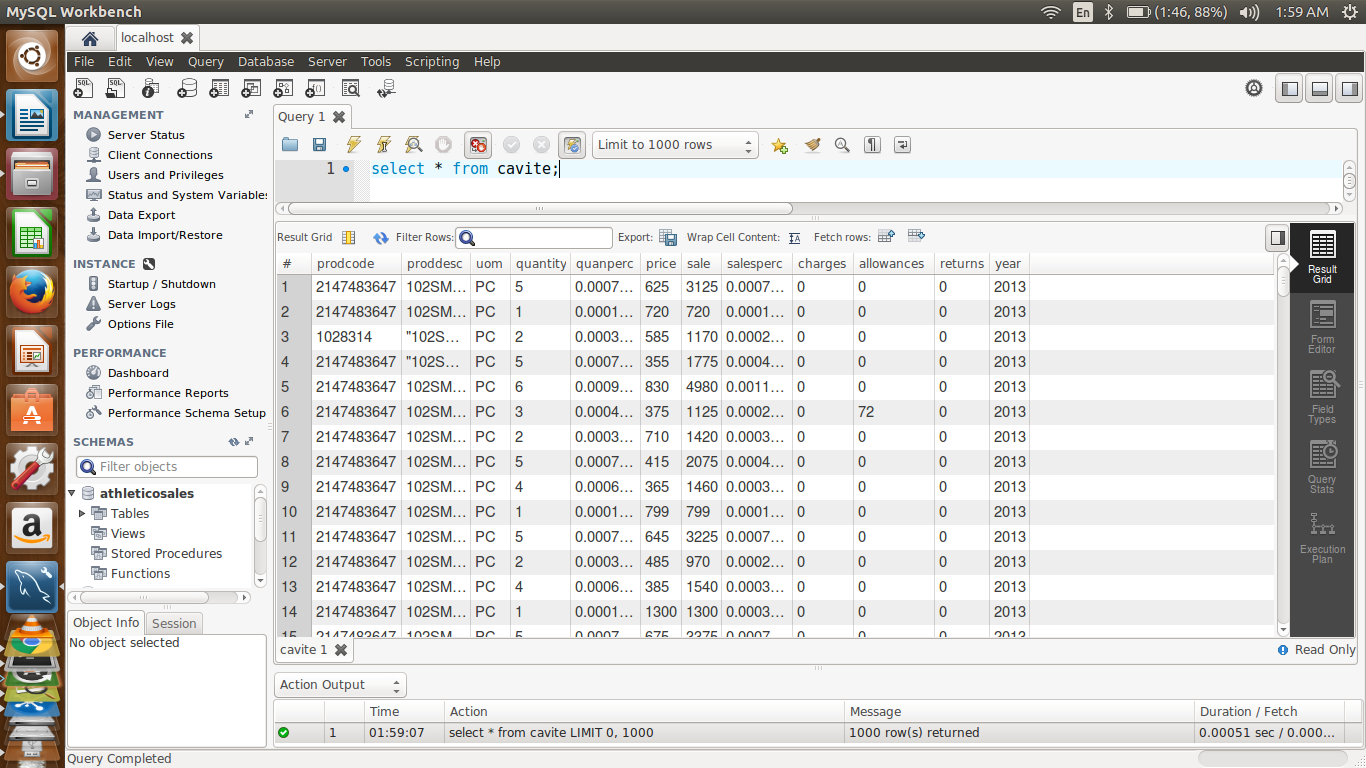 MySQL Workbench
En
(1:46, 88%)
1:59 AM
localhost
File Edit View Query Database Server Tools Scripting Help
MANAGEMENT
Server Status
Client Connections
Users and Privileges
Status and System Variables
Data Export
Data Import/Restore
INSTANCE
Startup / Shutdown
Server Logs
Options File
PERFORMANCE
Dashboard
Performance Reports
Performance Schema Setup
SCHEMAS
Filter objects
athleticosales
Tables
Views
Stored Procedures
Functions
Object Info Session
No object selected
Query 1
Limit to 1000 rows
1 select * from cavite;
Result Grid Filter Rows: Export: Wrap Cell Content: Fetch rows:
# prodcode proddesc uom quantity quanperc price sale salesperc charges allowances returns year
1 2147483647 102SM... PC 5 0.0007... 625 3125 0.0007... 0 0 0 2013
2 2147483647 102SM... PC 1 0.0001... 720 720 0.0001... 0 0 0 2013
3 1028314 "102S... PC 2 0.0003... 585 1170 0.0002... 0 0 0 2013
4 2147483647 "102S... PC 5 0.0007... 355 1775 0.0004... 0 0 0 2013
5 2147483647 102SM... PC 6 0.0009... 830 4980 0.0011... 0 0 0 2013
6 2147483647 102SM... PC 3 0.0004... 375 1125 0.0002... 0 72 0 2013
7 2147483647 102SM... PC 2 0.0003... 710 1420 0.0003... 0 0 0 2013
8 2147483647 102SM... PC 5 0.0007... 415 2075 0.0004... 0 0 0 2013
9 2147483647 102SM... PC 4 0.0006... 365 1460 0.0003... 0 0 0 2013
10 2147483647 102SM... PC 1 0.0001... 799 799 0.0001... 0 0 0 2013
11 2147483647 102SM... PC 5 0.0007... 645 3225 0.0007... 0 0 0 2013
12 2147483647 102SM... PC 2 0.0003... 485 970 0.0002... 0 0 0 2013
13 2147483647 102SM... PC 4 0.0006... 385 1540 0.0003... 0 0 0 2013
14 2147483647 102SM... PC 1 0.0001... 1300 1300 0.0003... 0 0 0 2013
15 2147483647 102SM... PC 5 0.0007... 675 3375 0.0007... 0 0 0 2013
Result
Grid
Form
Editor
Field
Types
Query
Stats
Execution
Plan
cavite 1
Read Only
Action Output
Time Action Message Duration / Fetch
1 01:59:07 select * from cavite LIMIT 0, 1000 1000 row(s) returned 0.00051 sec / 0.000...
Query Completed